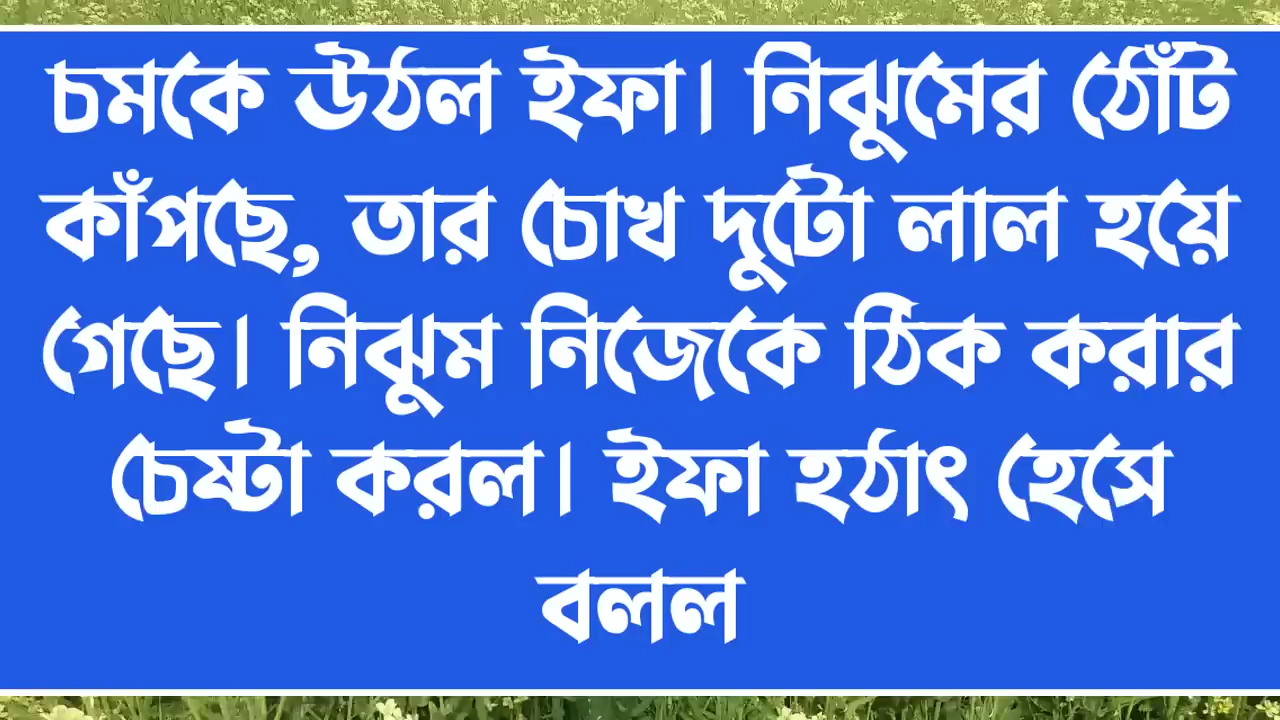 চমকে উঠল ইফা। নিঝুমের ঠোঁট
কাঁপছে, তার চোখ দুটো লাল হয়ে
গেছে। নিঝুম নিজেকে ঠিক করার
চেষ্টা করল। ইফা হঠাৎ হেসে
বলল